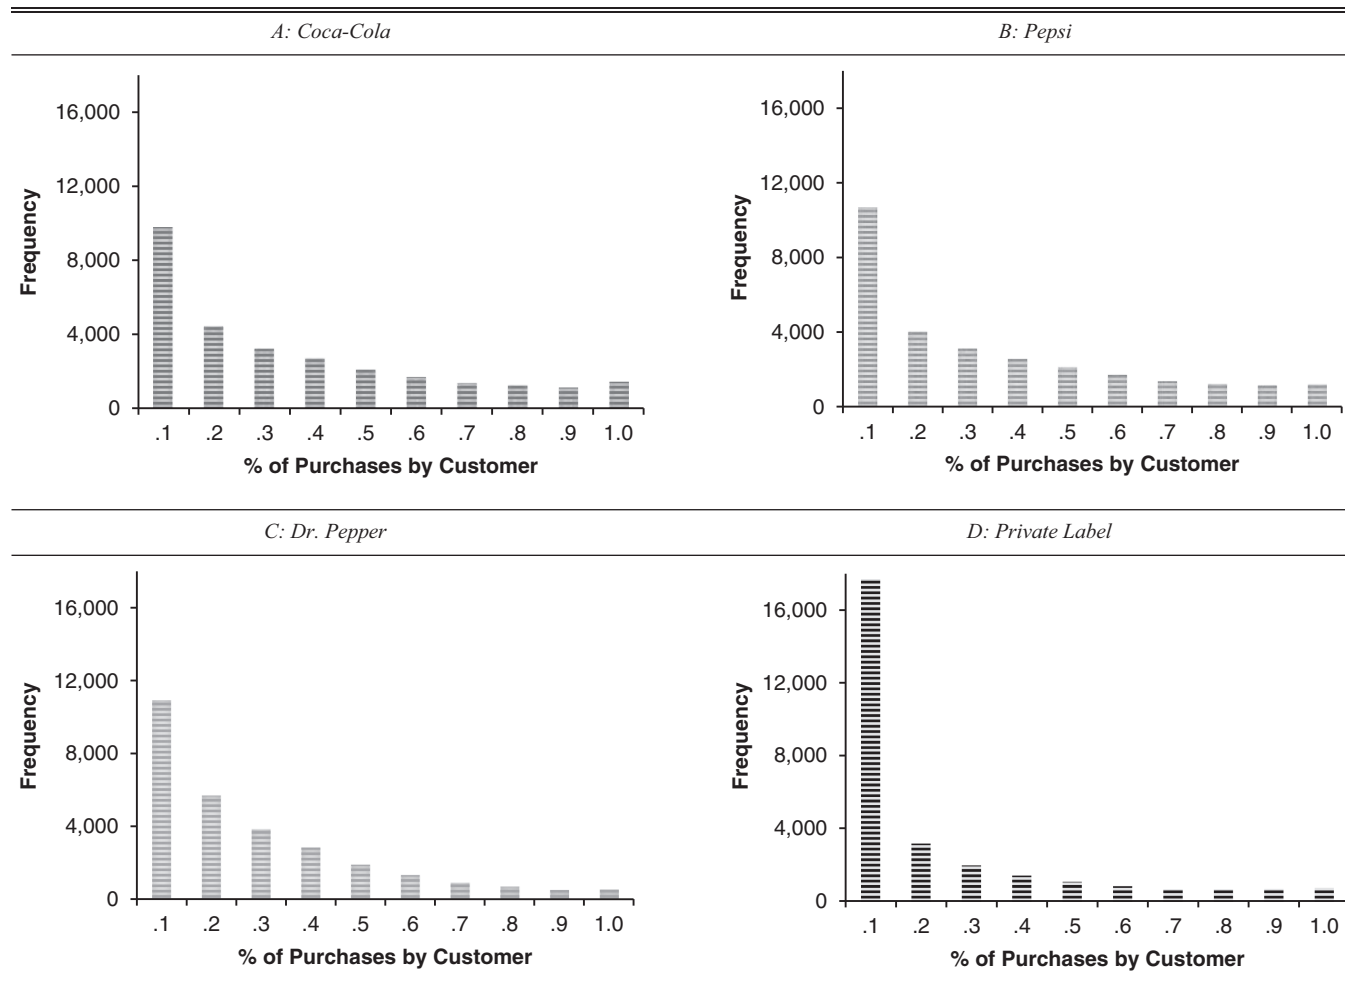 A: Coca-Cola
16,000
12,000
8,000
4,000
0
Frequency
.1 .2 .3 .4 .5 .6 .7 .8 .9 1.0
% of Purchases by Customer
B: Pepsi
16,000
12,000
8,000
4,000
0
Frequency
.1 .2 .3 .4 .5 .6 .7 .8 .9 1.0
% of Purchases by Customer
C: Dr. Pepper
16,000
12,000
8,000
4,000
0
Frequency
.1 .2 .3 .4 .5 .6 .7 .8 .9 1.0
% of Purchases by Customer
D: Private Label
16,000
12,000
8,000
4,000
0
Frequency
.1 .2 .3 .4 .5 .6 .7 .8 .9 1.0
% of Purchases by Customer